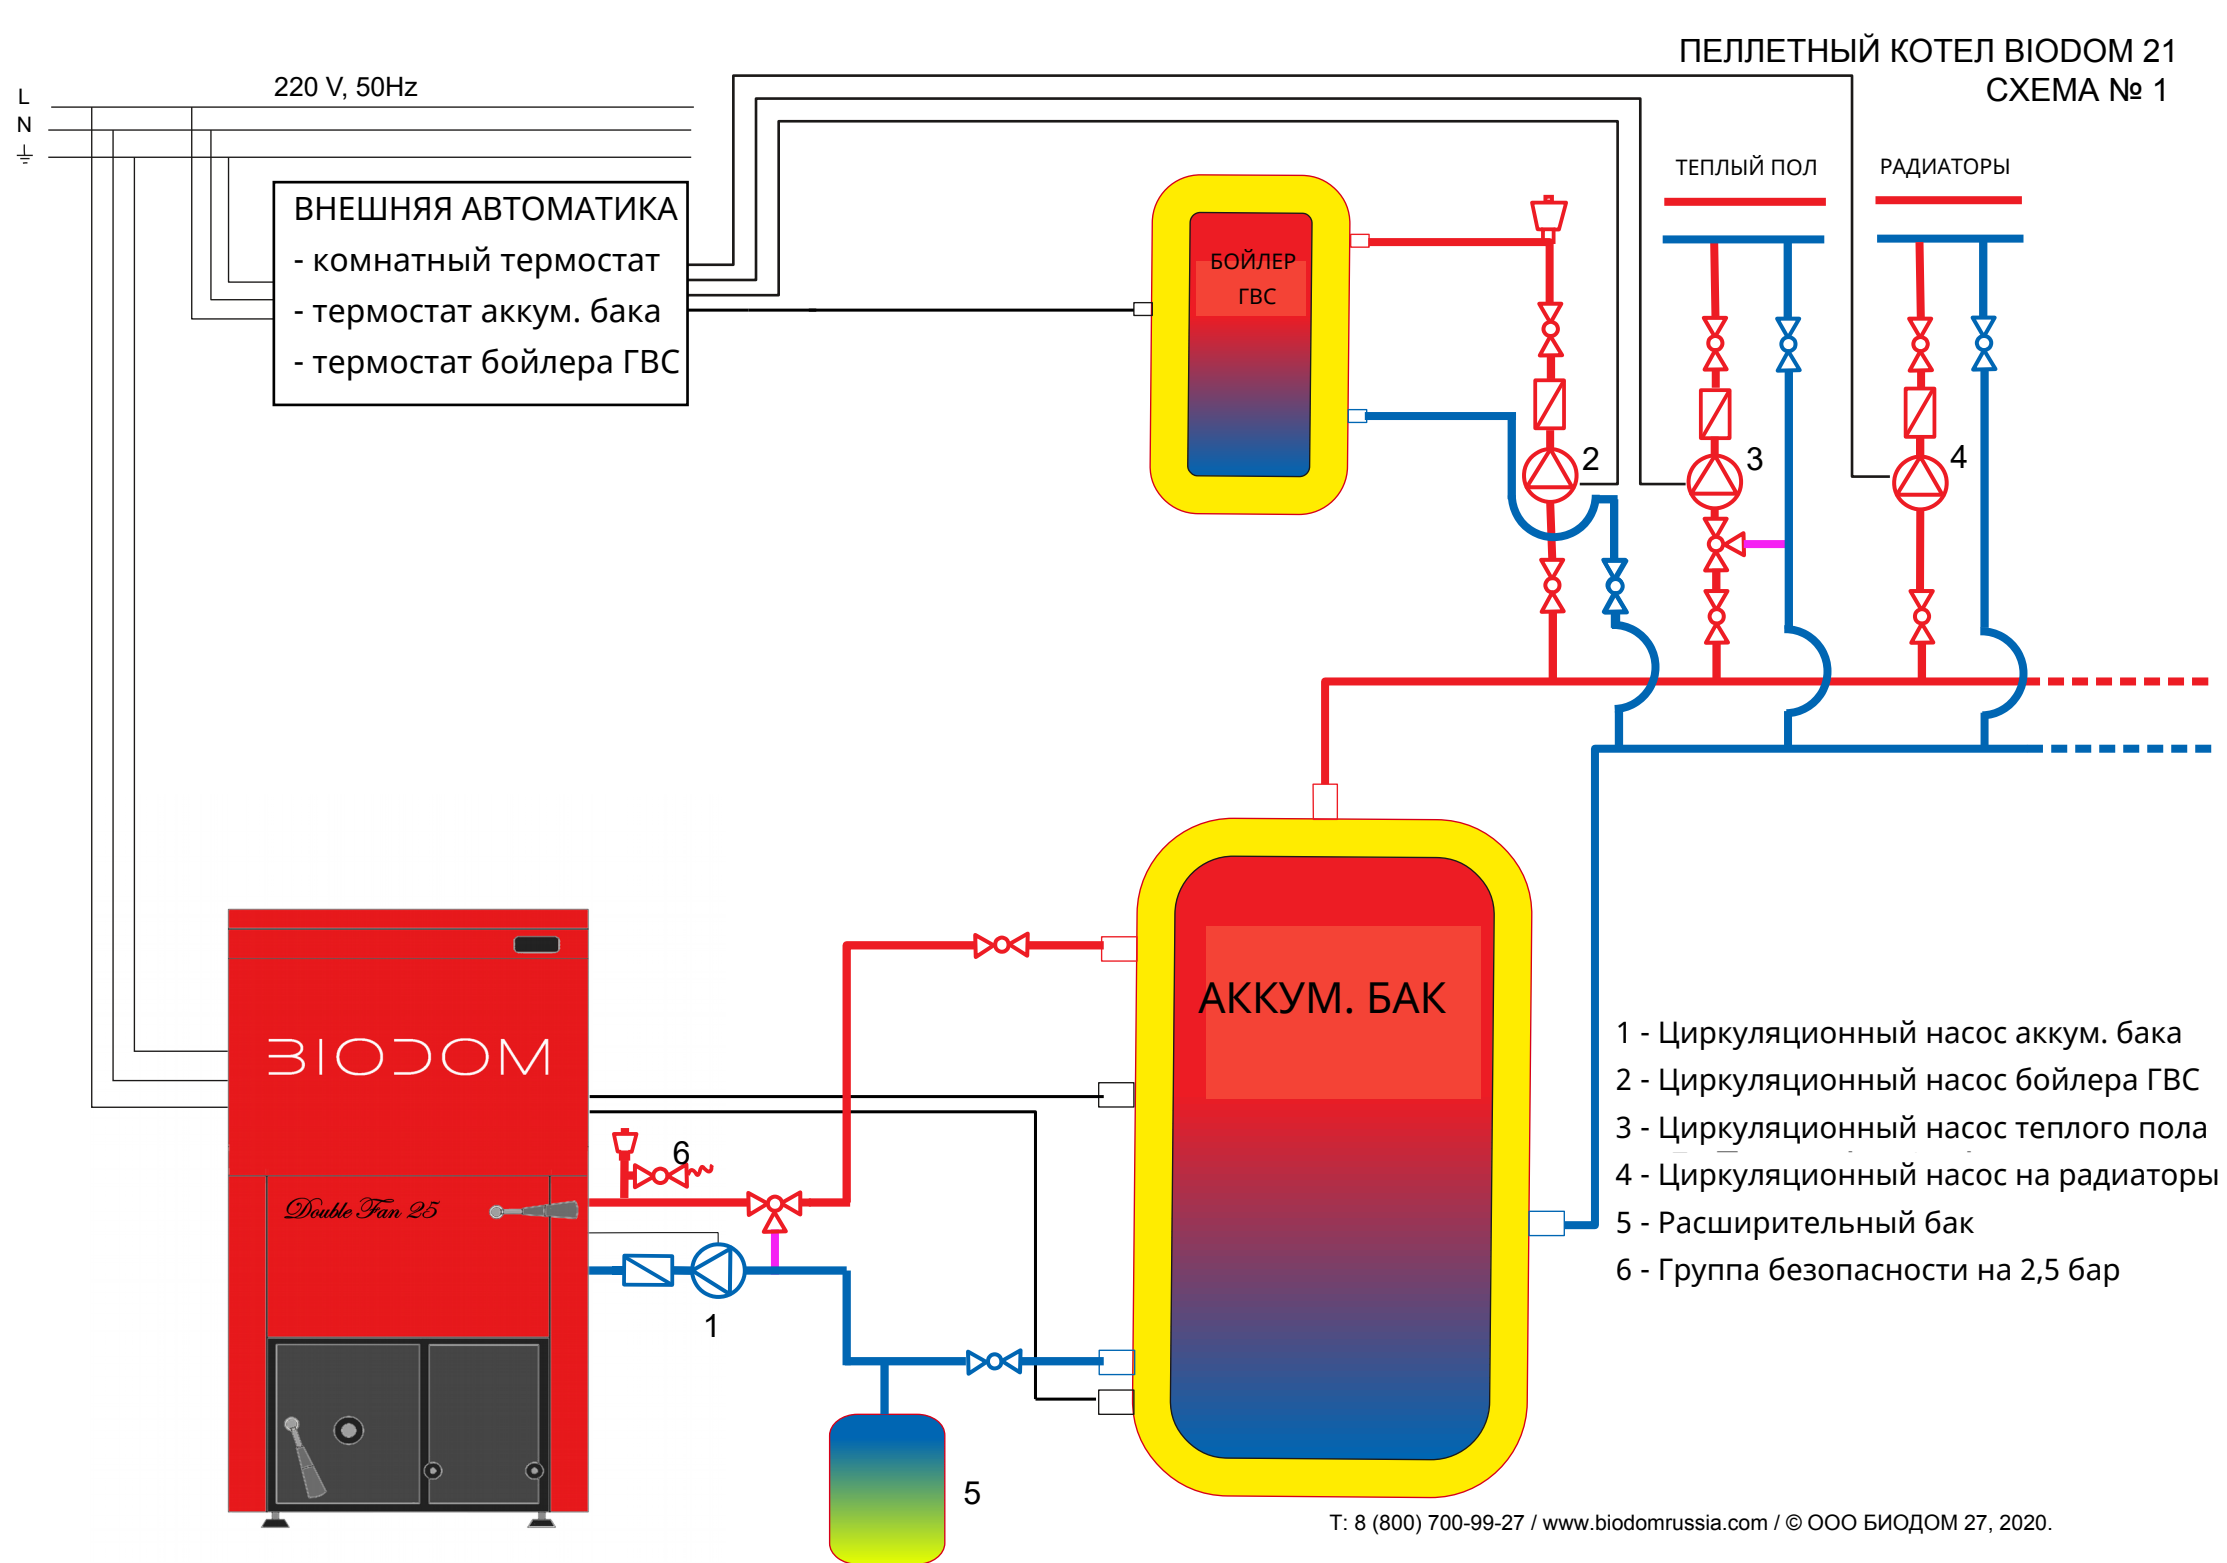 ПЕЛЛЕТНЫЙ КОТЕЛ BIODOM 21
СХЕМА № 1
220 V, 50Hz
L
N
ВНЕШНЯЯ АВТОМАТИКА
- комнатный термостат
- термостат аккум. бака
- термостат бойлера ГВС
БОЙЛЕР
ГВС
ТЕПЛЫЙ ПОЛ
РАДИАТОРЫ
2
3
4
АККУМ. БАК
BIODOM
Double Fan 25
6
1
5
1 - Циркуляционный насос аккум. бака
2 - Циркуляционный насос бойлера ГВС
3 - Циркуляционный насос теплого пола
4 - Циркуляционный насос на радиаторы
5 - Расширительный бак
6 - Группа безопасности на 2,5 бар
Т: 8 (800) 700-99-27 / www.biodomrussia.com / © ООО БИОДОМ 27, 2020.